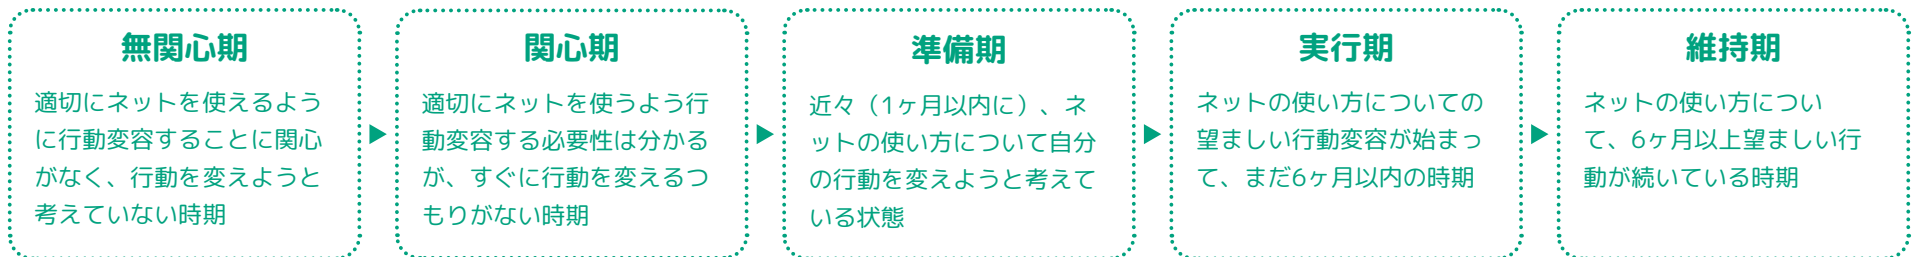 無関心期
適切にネットを使えるよう
に行動変容することに関心
がなく、行動を変えようと
考えていない時期
関心期
適切にネットを使うよう行
動変容する必要性は分かる
が、すぐに行動を変えるつ
もりがない時期
準備期
近々（1ヶ月以内に）、ネ
ットの使い方について自分
の行動を変えようと考えて
いる状態
実行期
ネットの使い方についての
望ましい行動変容が始まっ
て、まだ6ヶ月以内の時期
維持期
ネットの使い方につい
て、6ヶ月以上望ましい行
動が続いている時期